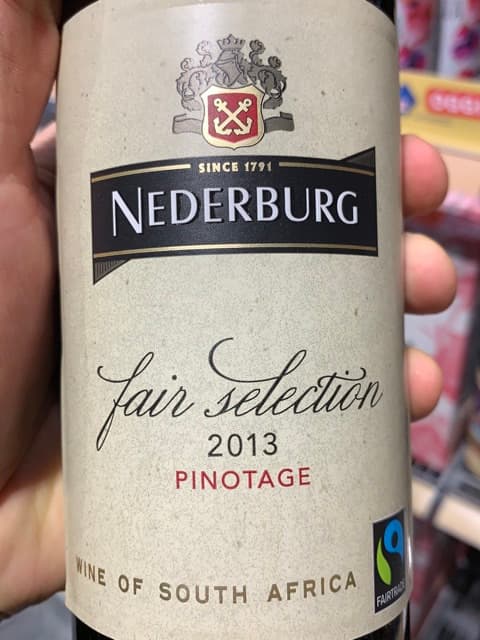 SINCE 1791
NEDERBURG
fair selection
2013
PINOTAGE
WINE OF SOUTH AFRICA
FAIRTRADE